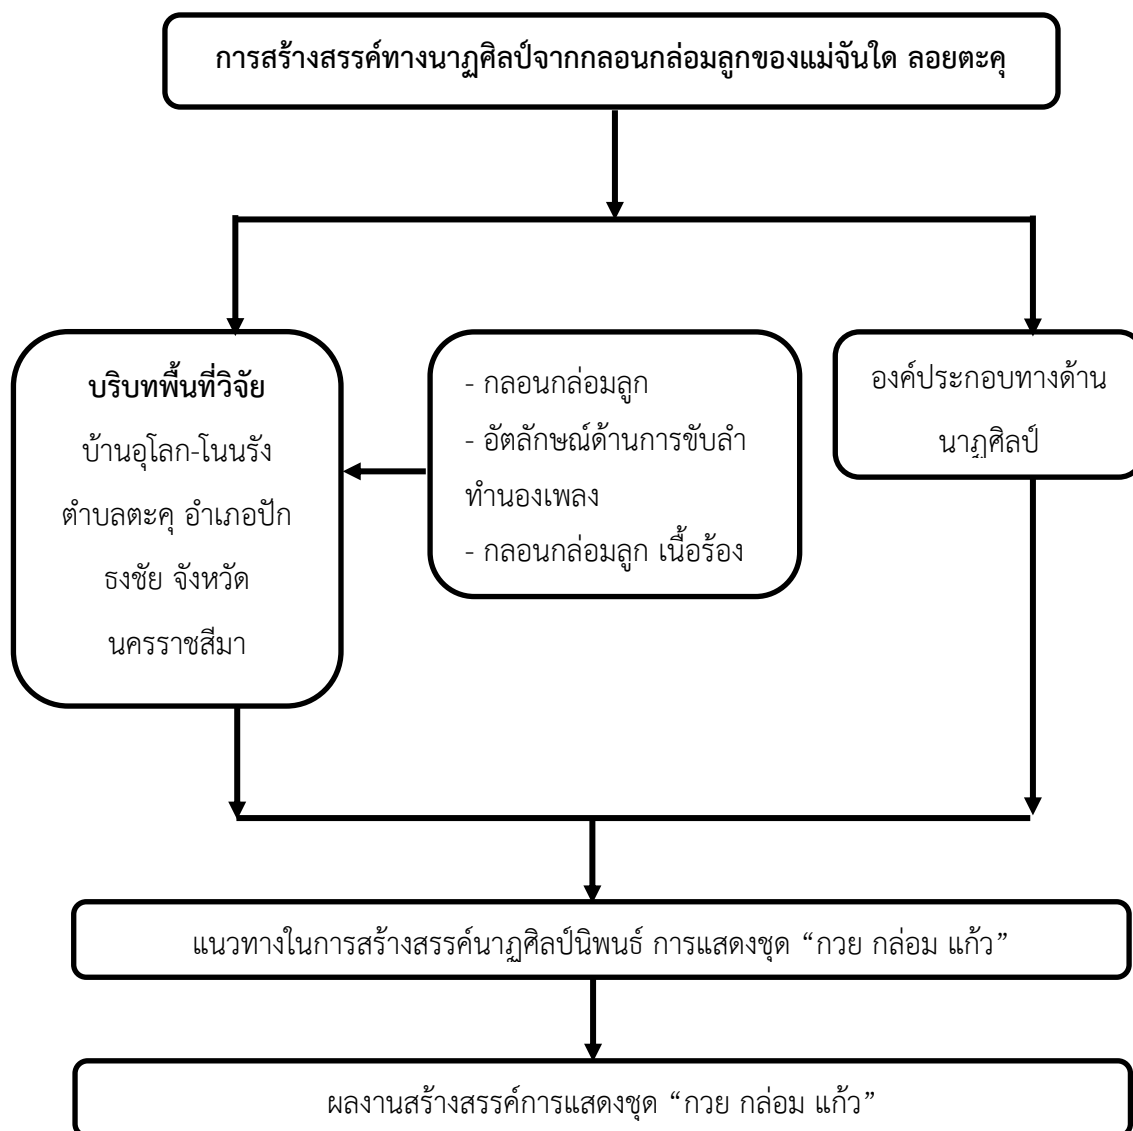 การสร้างสรรค์ทางนาฏศิลป์จากกลอนกล่อมลูกของแม่จันใด ลอยตะคุ
บริบทพื้นที่วิจัย
บ้านอุโลก-โนนรัง
ตำบลตะคุ อำเภอปัก
ธงชัย จังหวัด
นครราชสีมา
- กลอนกล่อมลูก
- อัตลักษณ์ด้านการขับลำ
ทำนองเพลง
- กลอนกล่อมลูก เนื้อร้อง
องค์ประกอบทางด้าน
นาฏศิลป์
แนวทางในการสร้างสรรค์นาฏศิลป์นิพนธ์ การแสดงชุด “กวย กล่อม แก้ว”
ผลงานสร้างสรรค์การแสดงชุด “กวย กล่อม แก้ว”